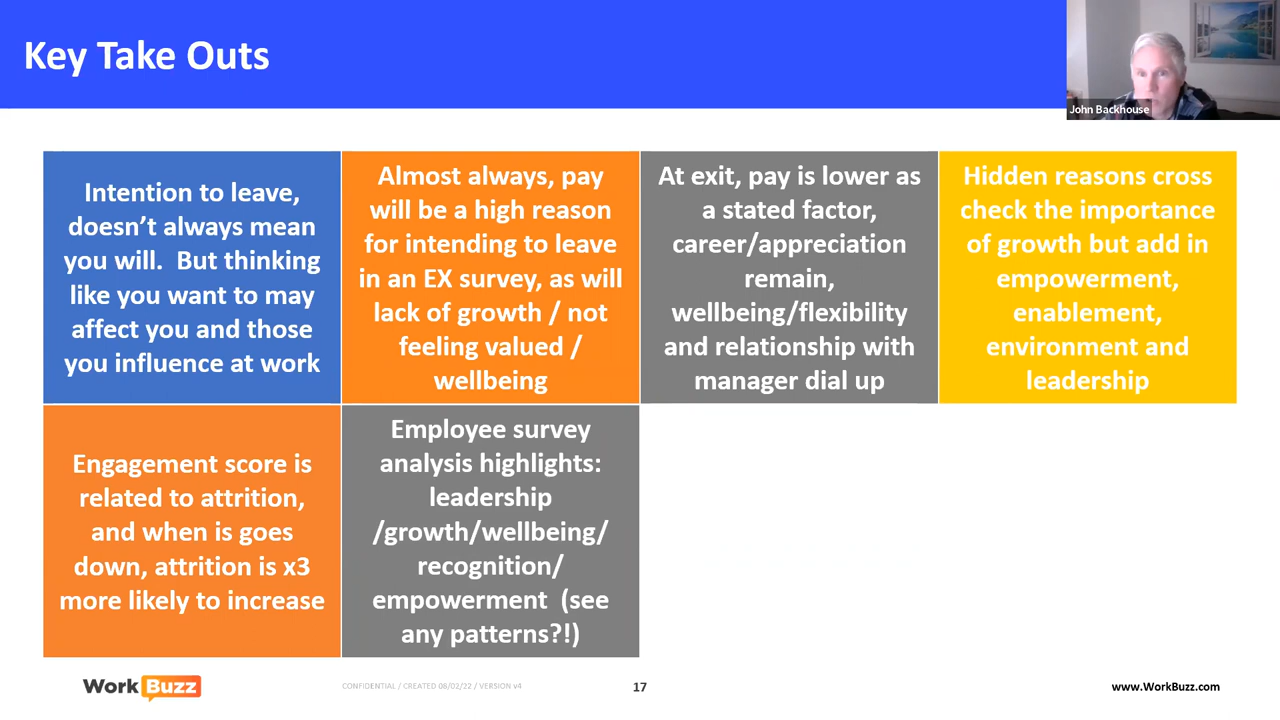 Key Take Outs
John Backhouse
Intention to leave,
doesn't always mean
you will.  But thinking
like you want to may
affect you and those
you influence at work
Almost always, pay
will be a high reason
for intending to leave
in an EX survey, as will
lack of growth / not
feeling valued /
wellbeing
At exit, pay is lower as
a stated factor,
career/appreciation
remain,
wellbeing/flexibility
and relationship with
manager dial up
Hidden reasons cross
check the importance
of growth but add in
empowerment,
enablement,
environment and
leadership
Engagement score is
related to attrition,
and when is goes
down, attrition is x3
more likely to increase
Employee survey
analysis highlights:
leadership
/growth/wellbeing/
recognition/
empowerment  (see
any patterns?!)
Work Buzz
CONFIDENTIAL / CREATED 08/02/22 / VERSION v4
17
www.WorkBuzz.com